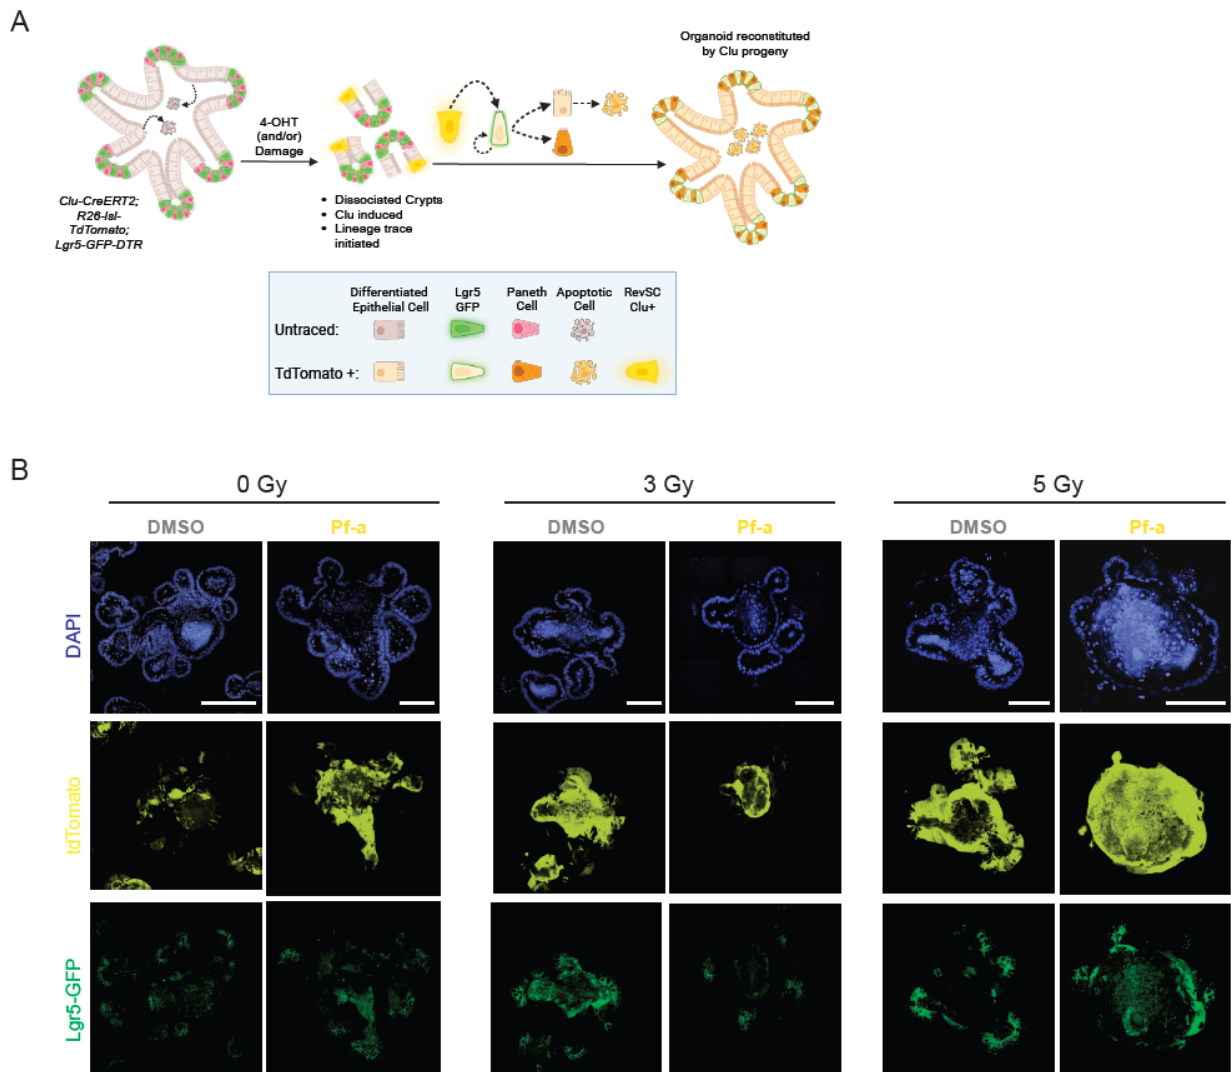 A
Organoid reconstituted
by Clu progeny
4-OHT
(and/or)
Damage
Clu-CreERT2;
R26-lsl-
TdTomato;
Lgr5-GFP-DTR
• Dissociated Crypts
• Clu induced
• Lineage trace
initiated
Differentiated
Epithelial Cell
Lgr5
GFP
Paneth
Cell
Apoptotic
Cell
RevSC
Clu+
Untraced:
TdTomato +:
B
0 Gy
3 Gy
5 Gy
DMSO
Pf-a
DMSO
Pf-a
DMSO
Pf-a
DAPI
tdTomato
Lgr5-GFP